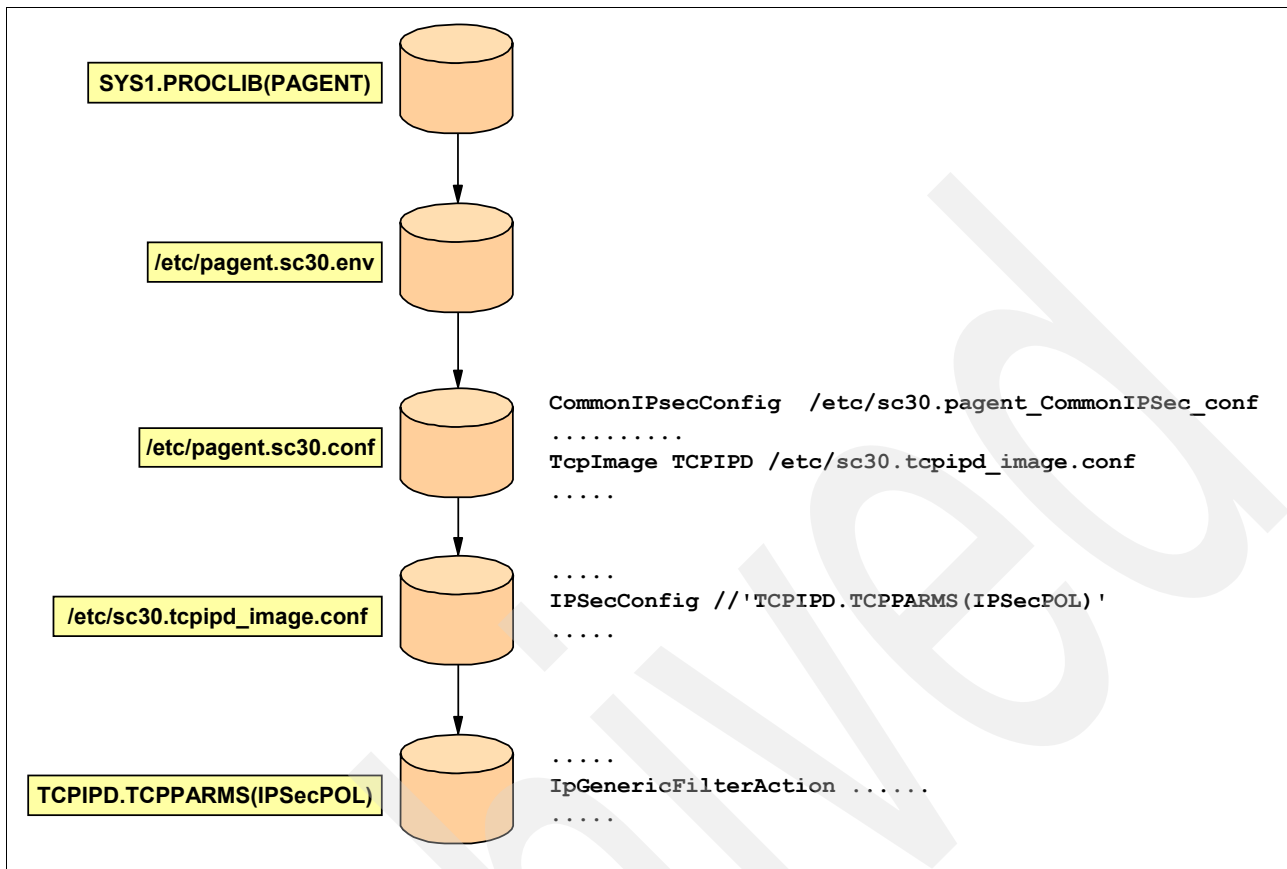 SYS1.PROCLIB(PAGENT)
/etc/pagent.sc30.env
/etc/pagent.sc30.conf
CommonIPsecConfig  /etc/sc30.pagent_CommonIPSec_conf
..........
TcpImage TCPIPD /etc/sc30.tcpipd_image.conf
.....
/etc/sc30.tcpipd_image.conf
.....
IPSecConfig //'TCPIPD.TCPPARMS(IPSecPOL)'
.....
TCPIPD.TCPPARMS(IPSecPOL)
.....
IpGenericFilterAction ......
.....